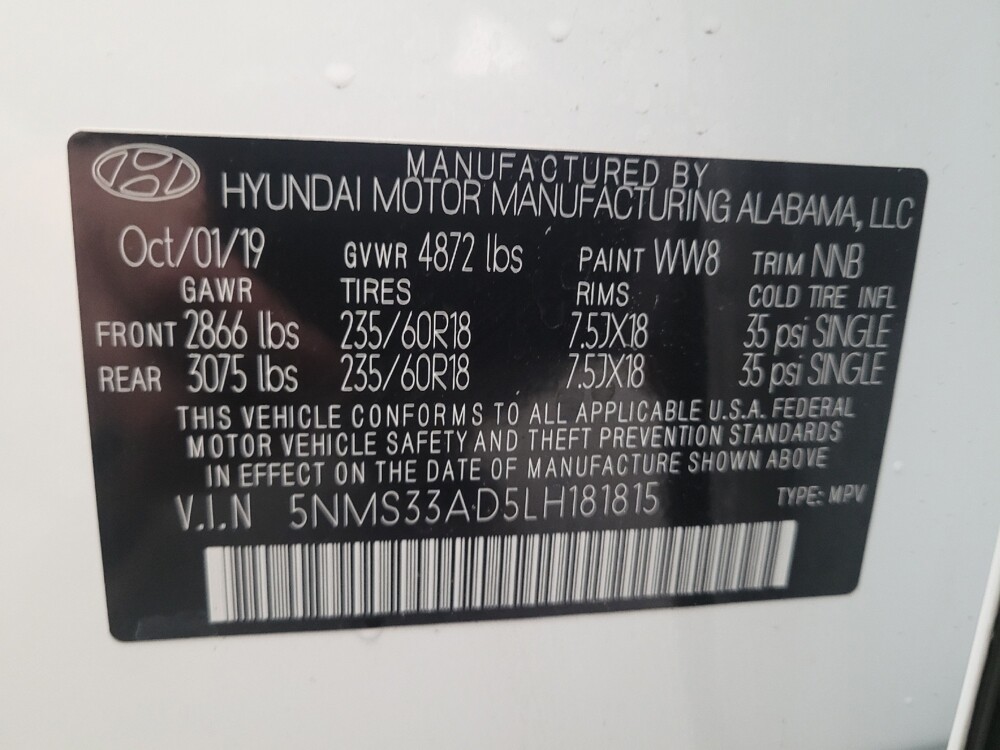 MANUFACTURED BY
HYUNDAI MOTOR MANUFACTURING ALABAMA, LLC
Oct/01/19 GVWR 4872 lbs PAINT WW8 TRIM NNB
GAWR TIRES RIMS COLD TIRE INFL
FRONT 2866 lbs 235/60R18 7.5JX18 35 psi SINGLE
REAR 3075 lbs 235/60R18 7.5JX18 35 psi SINGLE
THIS VEHICLE CONFORMS TO ALL APPLICABLE U.S.A. FEDERAL
MOTOR VEHICLE SAFETY AND THEFT PREVENTION STANDARDS
IN EFFECT ON THE DATE OF MANUFACTURE SHOWN ABOVE
V.I.N 5NMS33AD5LH181815 TYPE: MPV